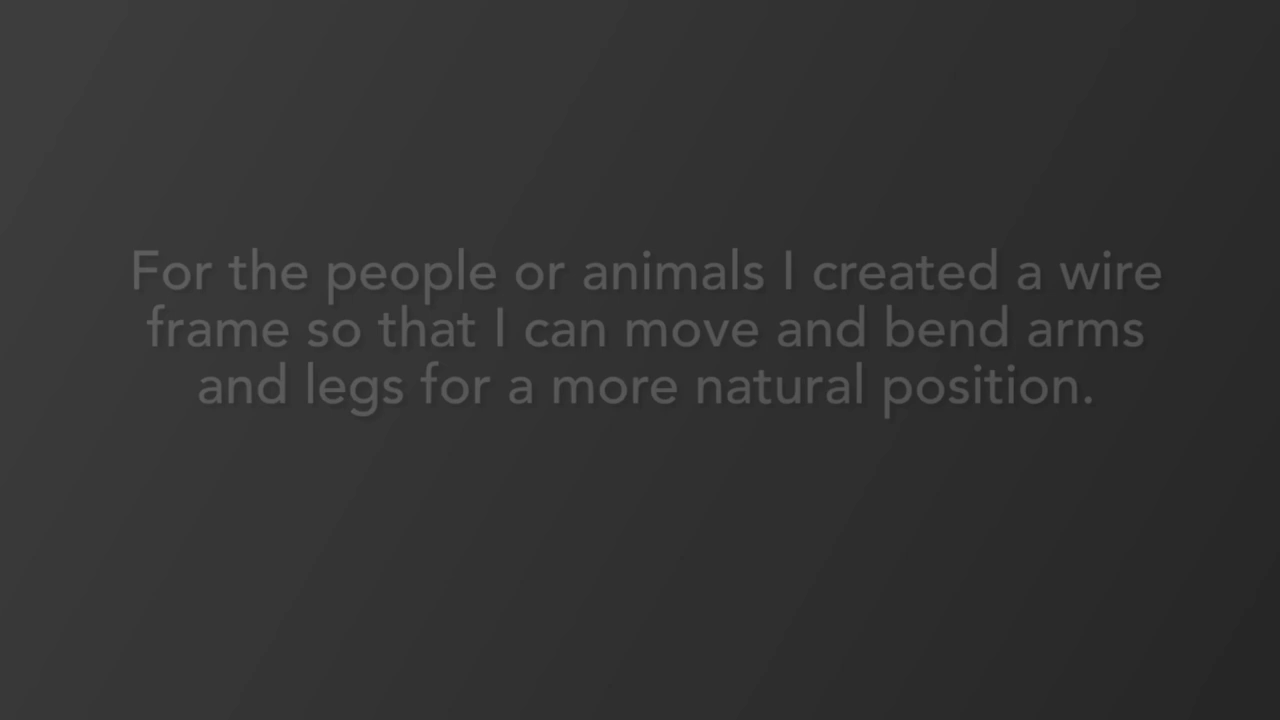 For the people or animals I created a wire
frame so that I can move and bend arms
and legs for a more natural position.